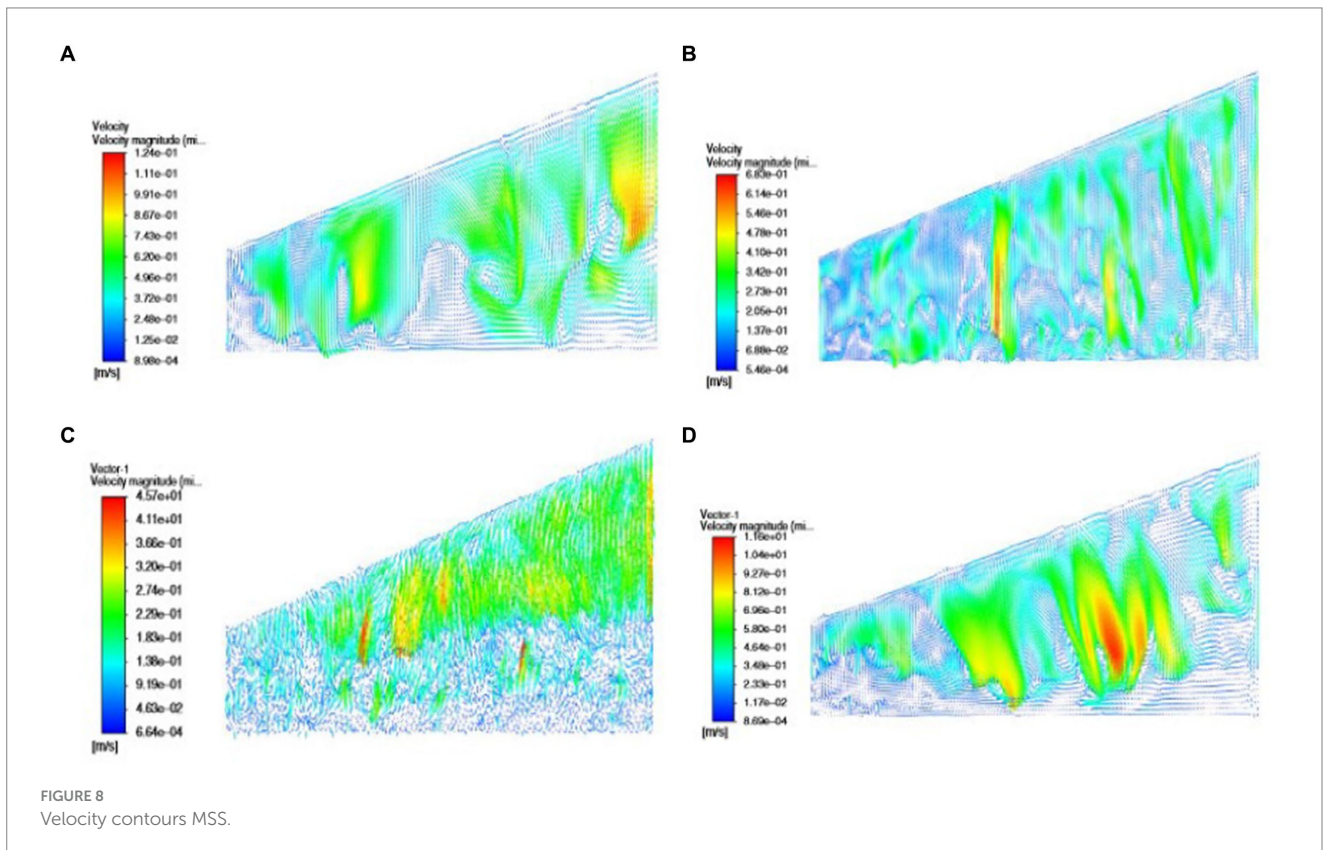 A
Velocity
Velocity magnitude (mi...
1.24e-01
1.11e-01
9.91e-01
8.67e-01
7.43e-01
6.20e-01
4.96e-01
3.72e-01
2.48e-01
1.25e-02
8.98e-04
[m/s]
B
Velocity
Velocity magnitude (mi...
6.83e-01
6.14e-01
5.46e-01
4.78e-01
4.10e-01
3.42e-01
2.73e-01
2.05e-01
1.37e-01
6.88e-02
5.46e-04
[m/s]
C
Vector-1
Velocity magnitude (mi...
4.57e+01
4.11e+01
3.66e-01
3.20e-01
2.74e-01
2.29e-01
1.83e-01
1.38e-01
9.19e-01
4.63e-02
6.64e-04
[m/s]
D
Vector-1
Velocity magnitude (mi...
1.16e+01
1.04e+01
9.27e-01
8.12e-01
6.96e-01
5.80e-01
4.64e-01
3.48e-01
2.33e-01
1.17e-02
8.69e-04
[m/s]
FIGURE 8
Velocity contours MSS.